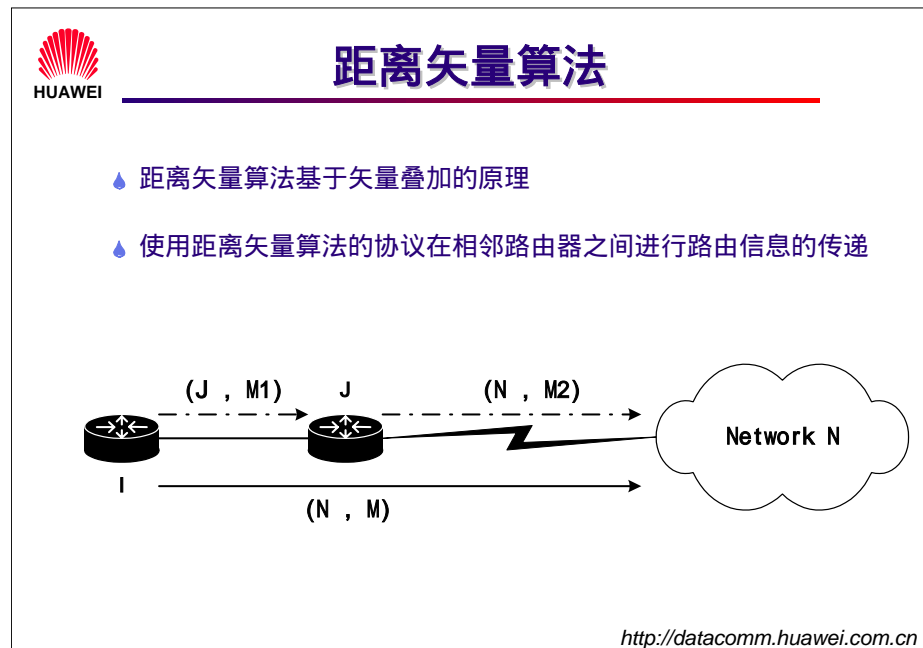 HUAWEI
距离矢量算法
距离矢量算法基于矢量叠加的原理
使用距离矢量算法的协议在相邻路由器之间进行路由信息的传递
(J , M1)
J
(N , M2)
Network N
I
(N , M)
http://datacomm.huawei.com.cn